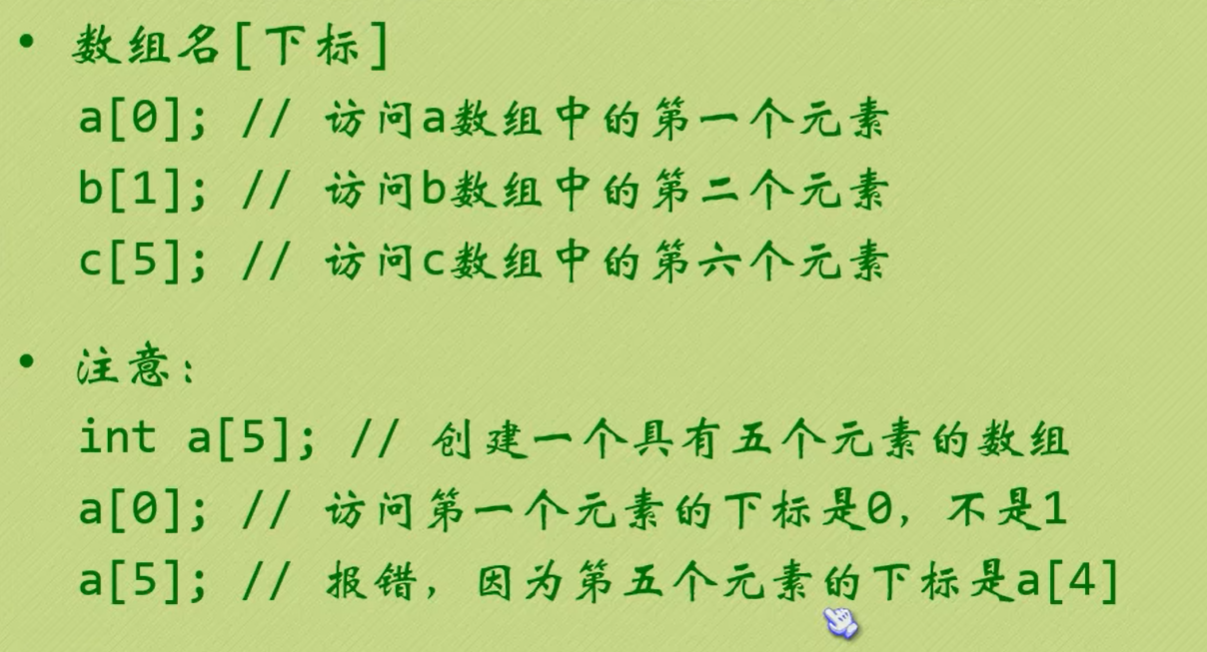 • 数组名[下标]
a[0]; // 访问a数组中的第一个元素
b[1]; // 访问b数组中的第二个元素
c[5]; // 访问c数组中的第六个元素
• 注意：
int a[5]; // 创建一个具有五个元素的数组
a[0]; // 访问第一个元素的下标是0，不是1
a[5]; // 报错，因为第五个元素的下标是a[4]